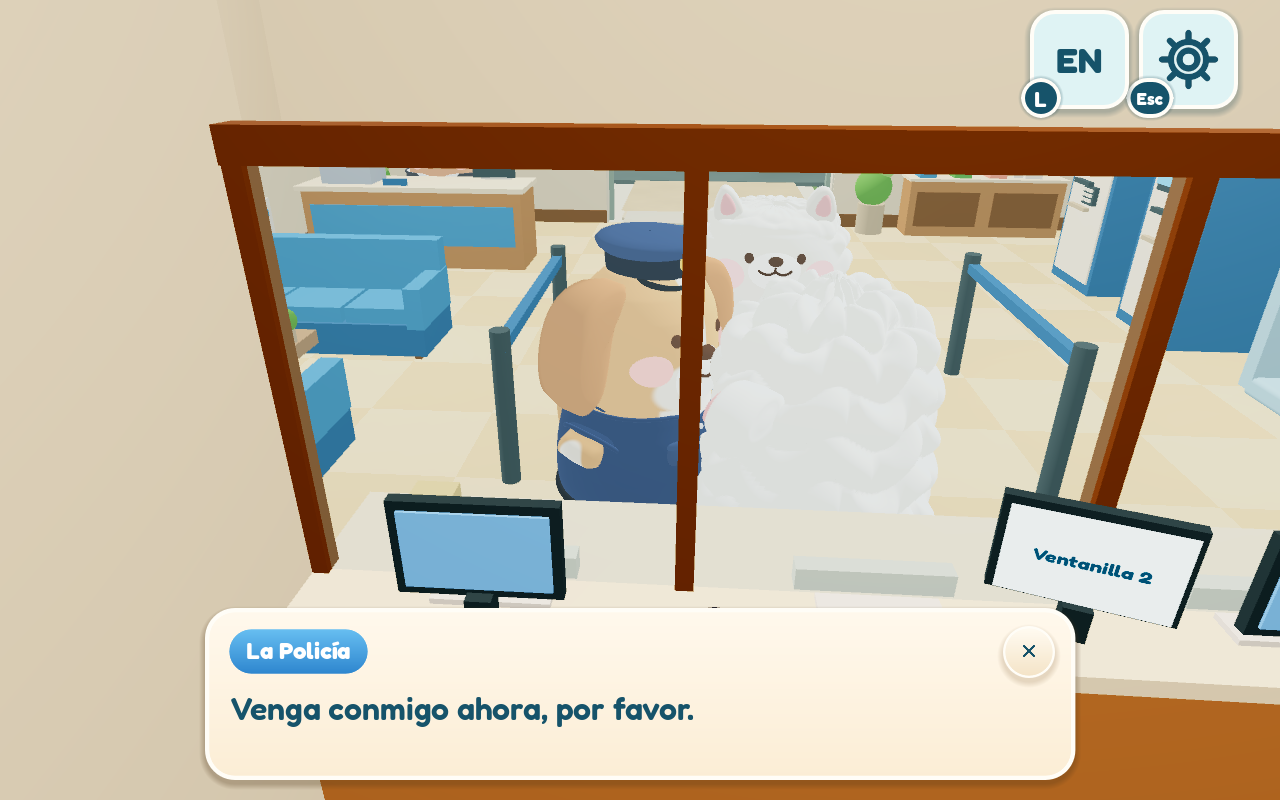 EN
L
Esc
Ventanilla 2
La Policía
Venga conmigo ahora, por favor.